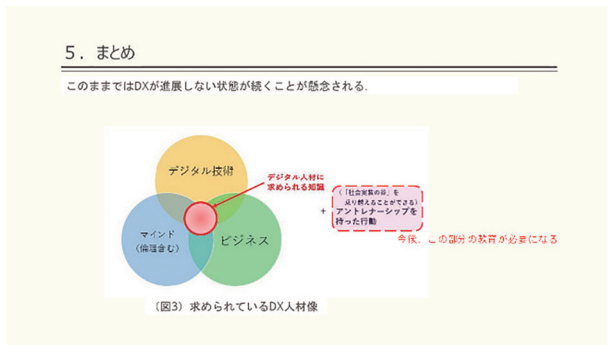 5．まとめ
このままではDXが進展しない状態が続くことが懸念される.
デジタル技術
デジタル人材に
求められる知識
マインド
（倫理含む）
ビジネス
+
（「社会実装の谷」を
乗り越えることができる）
アントレナーシップを
持った行動
今後、この部分の教育が必要になる
（図3）求められているDX人材像